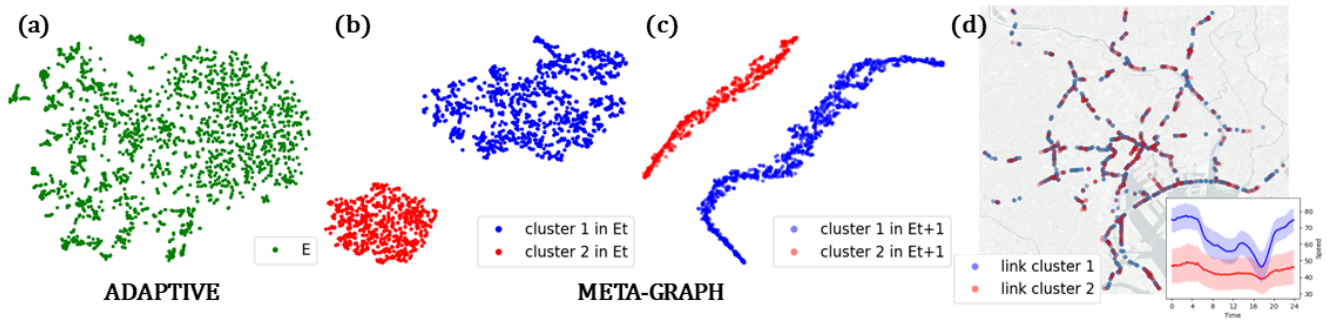 (a)
(b)
(c)
(d)
E
cluster 1 in Et
cluster 2 in Et
cluster 1 in Et+1
cluster 2 in Et+1
link cluster 1
link cluster 2
80
70
60
50
40
30
Speed
0 4 8 12 16 20 24
Time
ADAPTIVE
META-GRAPH